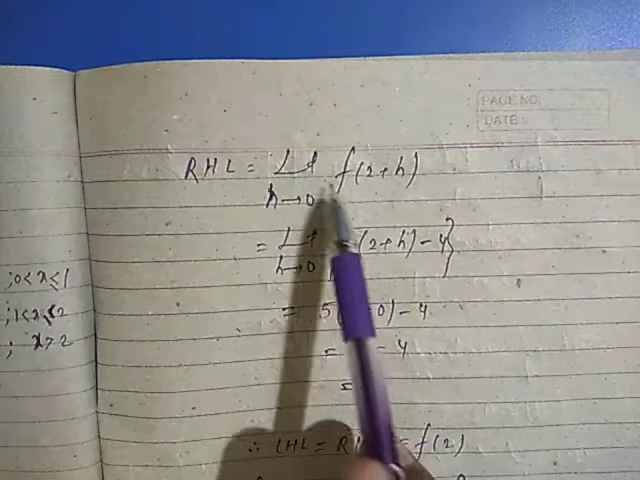 PAGE NO.
DATE:
RHL = Lt f(2+h)
h→0
= Lt (2+h) - 4}
h→0
;0<x≤1
;1<x≤2
; x>2
= 5( 0) - 4
= - 4
=
∴ LHL = = f(2)